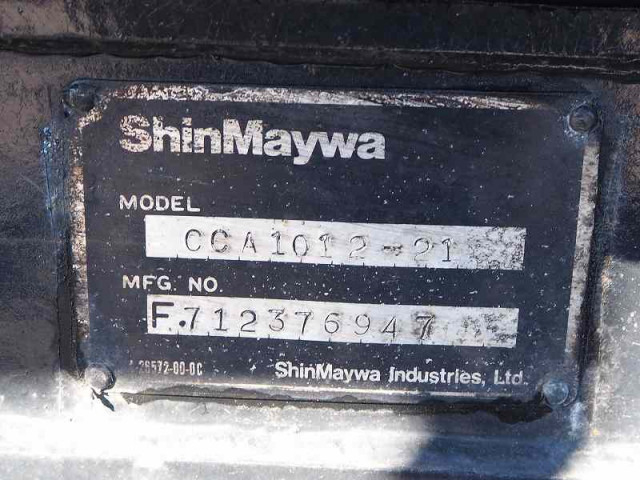 ShinMaywa
MODEL
CCA1012-21
MFG NO.
F.712376947
ShinMaywa Industries, Ltd.